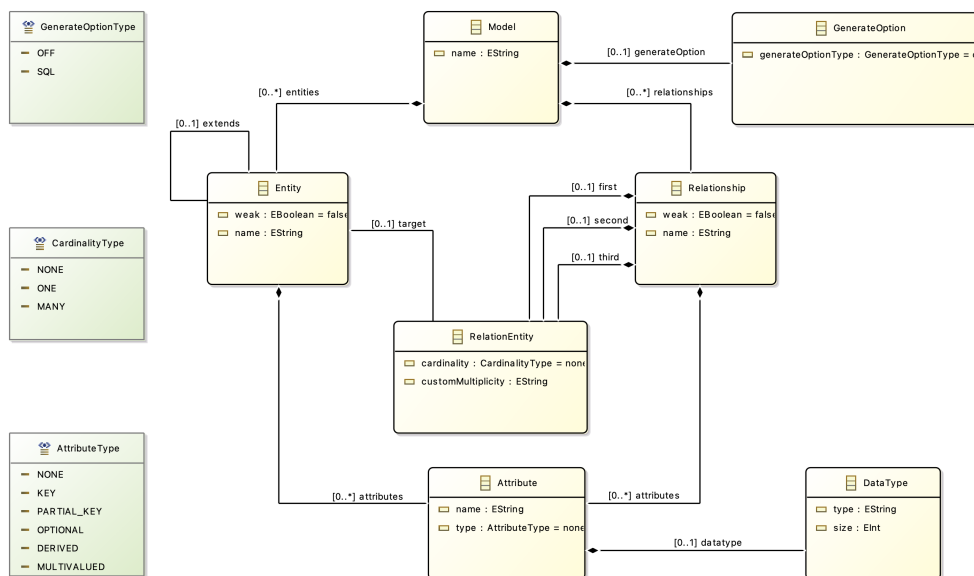 GenerateOptionType
OFF
SQL
Model
name : EString
[0..1] generateOption
GenerateOption
generateOptionType : GenerateOptionType =
[0..*] entities
[0..*] relationships
[0..1] extends
Entity
weak : EBoolean = false
name : EString
[0..1] target
[0..1] first
[0..1] second
[0..1] third
Relationship
weak : EBoolean = false
name : EString
CardinalityType
NONE
ONE
MANY
RelationEntity
cardinality : CardinalityType = none
customMultiplicity : EString
AttributeType
NONE
KEY
PARTIAL_KEY
OPTIONAL
DERIVED
MULTIVALUED
[0..*] attributes
Attribute
name : EString
type : AttributeType = none
[0..*] attributes
[0..1] datatype
DataType
type : EString
size : EInt